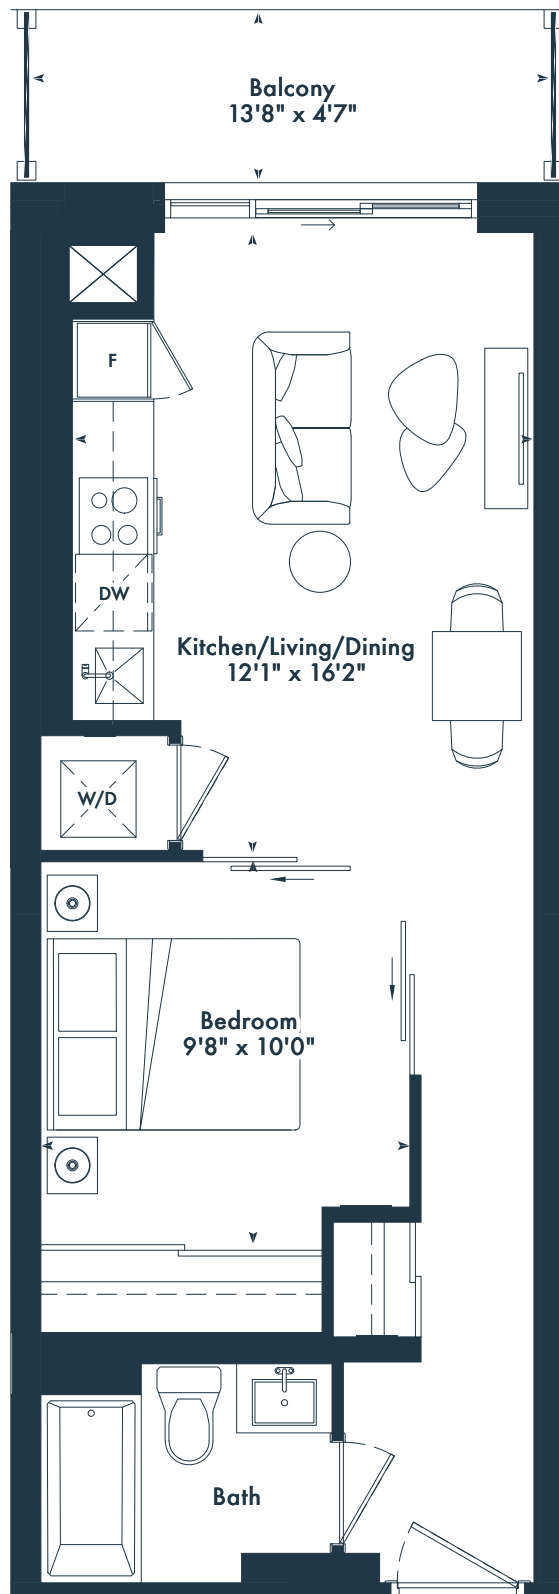 Balcony
13'8" x 4'7"
F
DW
Kitchen/Living/Dining
12'1" x 16'2"
W/D
Bedroom
9'8" x 10'0"
Bath